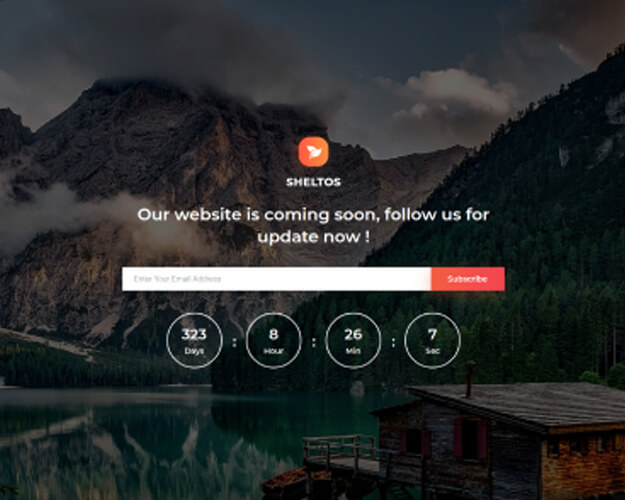 SHELTOS
Our website is coming soon, follow us for
update now !
Enter Your Email Address
Subscribe
323 : 8 : 26 : 7
Days Hour Min Sec